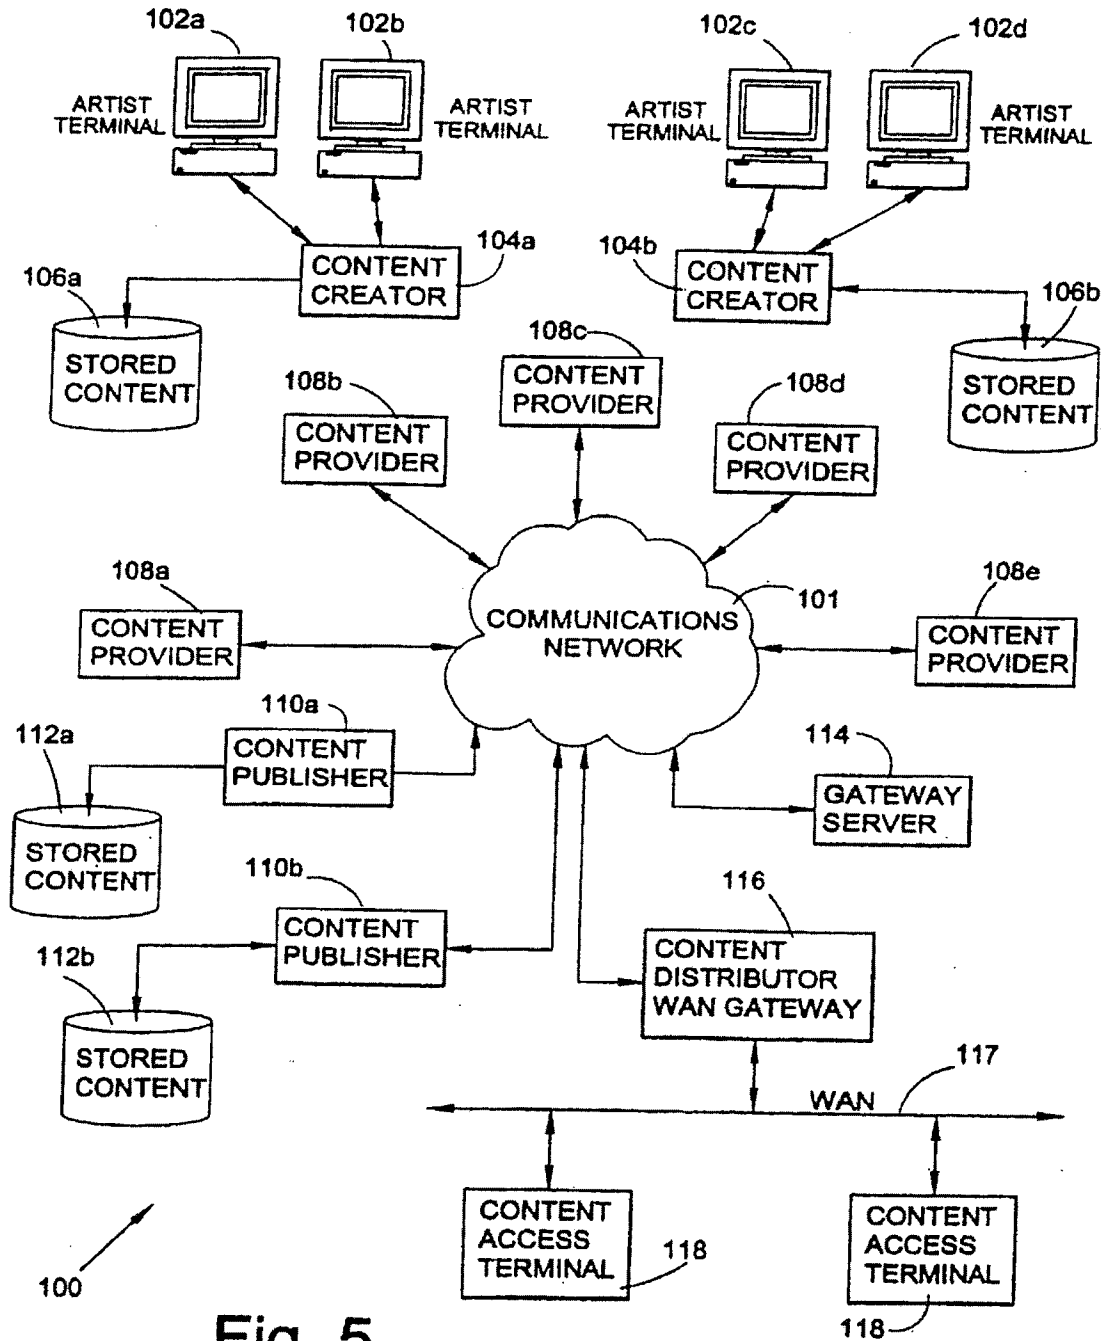 102a
102b
102c
102d
ARTIST
TERMINAL
ARTIST
TERMINAL
ARTIST
TERMINAL
ARTIST
TERMINAL
CONTENT
CREATOR
104a
104b
CONTENT
CREATOR
106a
STORED
CONTENT
106b
STORED
CONTENT
108c
CONTENT
PROVIDER
108b
CONTENT
PROVIDER
108d
CONTENT
PROVIDER
108a
CONTENT
PROVIDER
COMMUNICATIONS
NETWORK
101
108e
CONTENT
PROVIDER
110a
CONTENT
PUBLISHER
112a
STORED
CONTENT
114
GATEWAY
SERVER
110b
CONTENT
PUBLISHER
112b
STORED
CONTENT
116
CONTENT
DISTRIBUTOR
WAN GATEWAY
WAN
117
CONTENT
ACCESS
TERMINAL
118
CONTENT
ACCESS
TERMINAL
118
100
Fig. 5